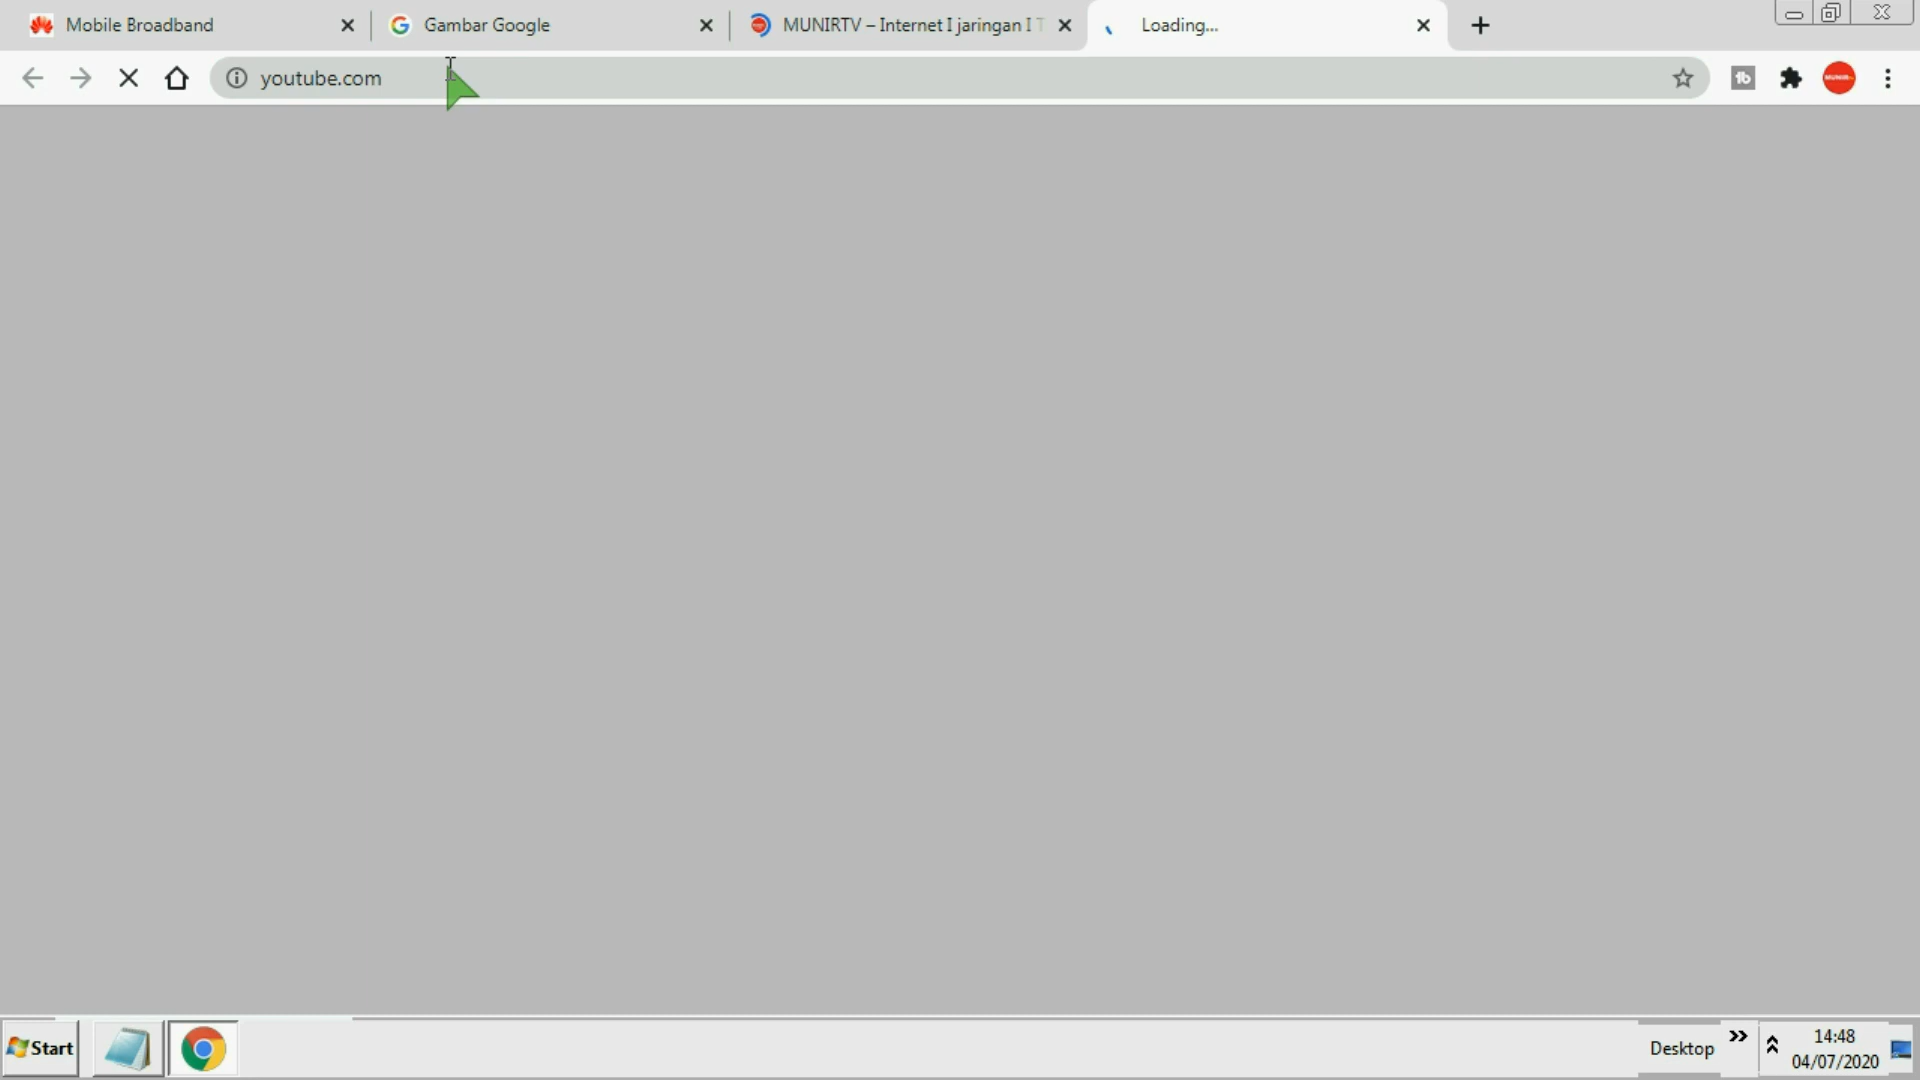 Mobile Broadband
Gambar Google
MUNIRTV – Internet I jaringan I T
Loading...
youtube.com
Start
Desktop
14:48
04/07/2020